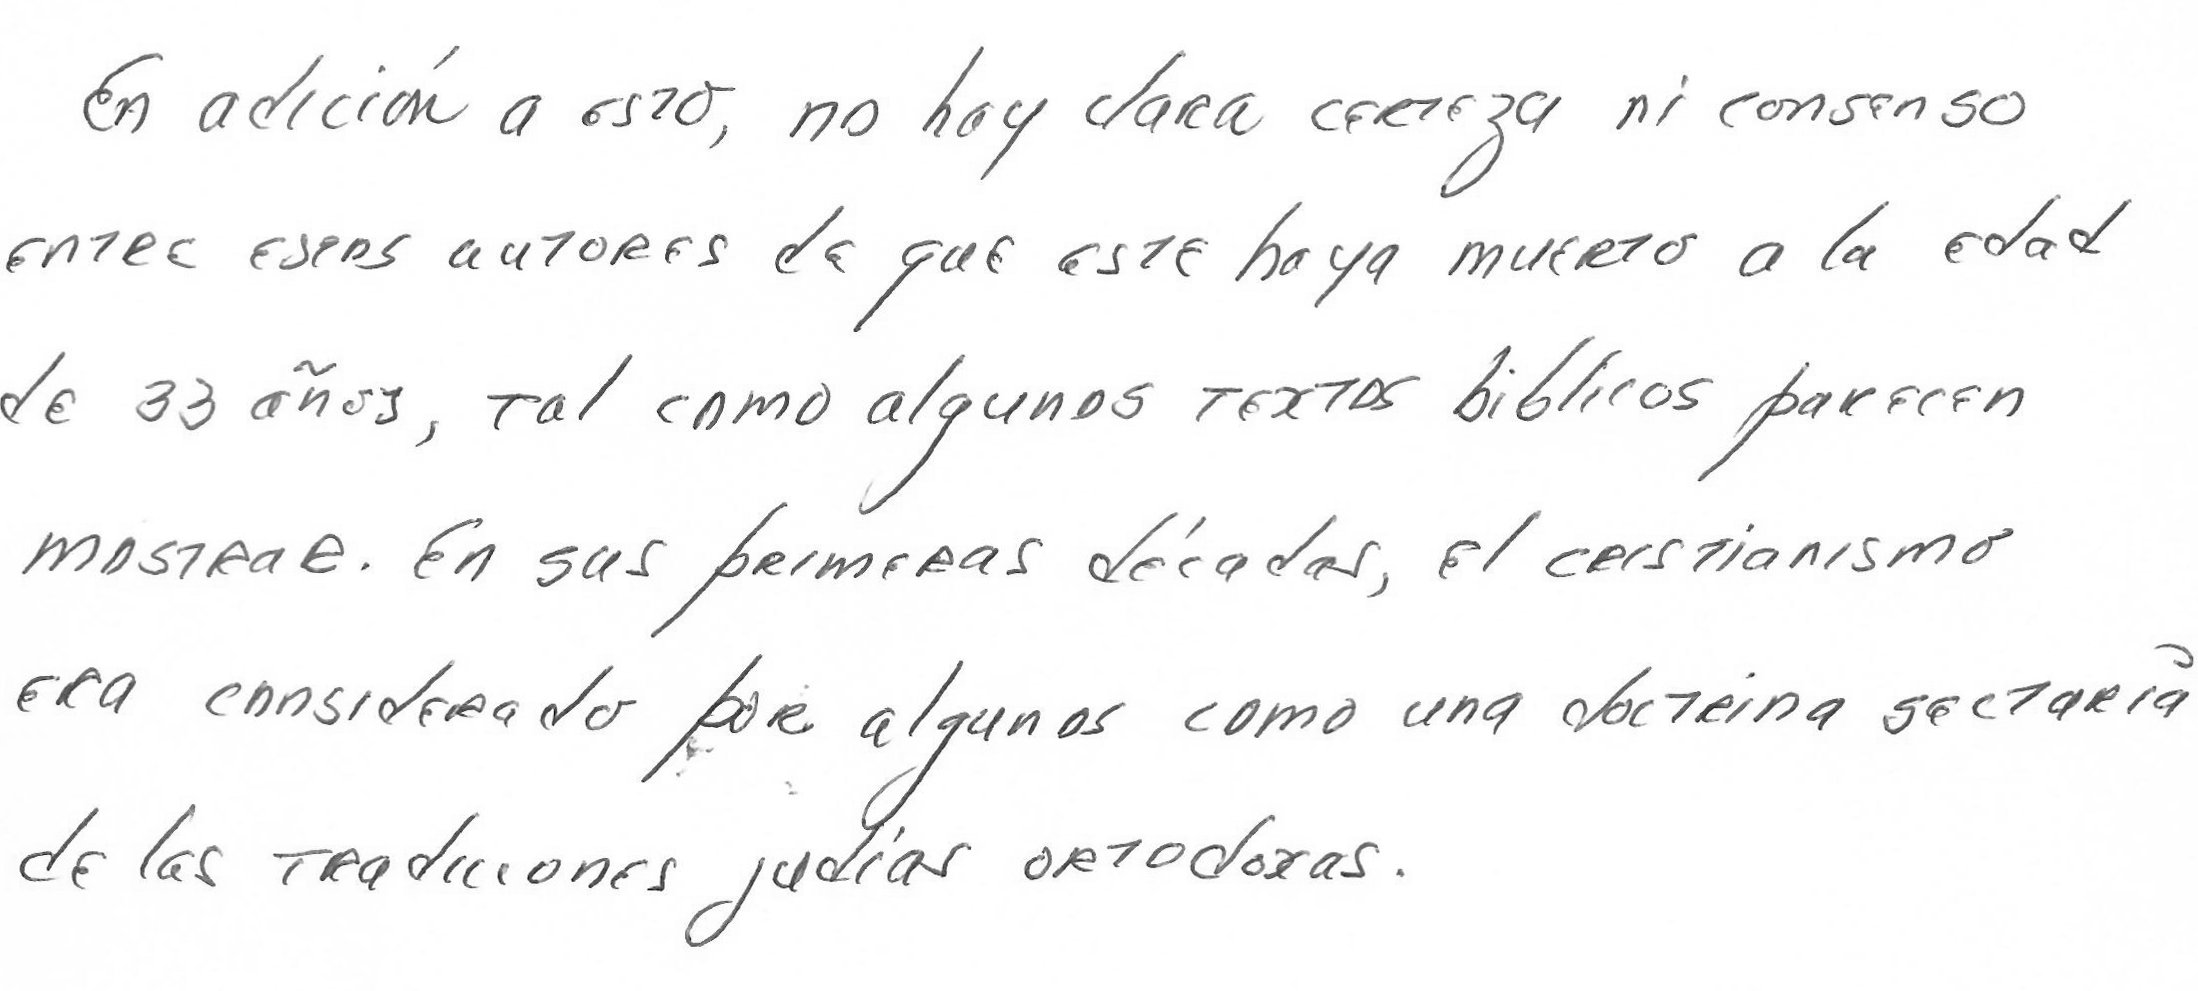 En adición a esto, no hay clara certeza ni consenso
entre esos autores de que este haya muerto a la edad
de 33 años, tal como algunos textos biblicos parecen
mostrar. En sus primeras décadas, el cristianismo
era considerado por algunos como una doctrina sectaria
de las tradiciones judías ortodoxas.